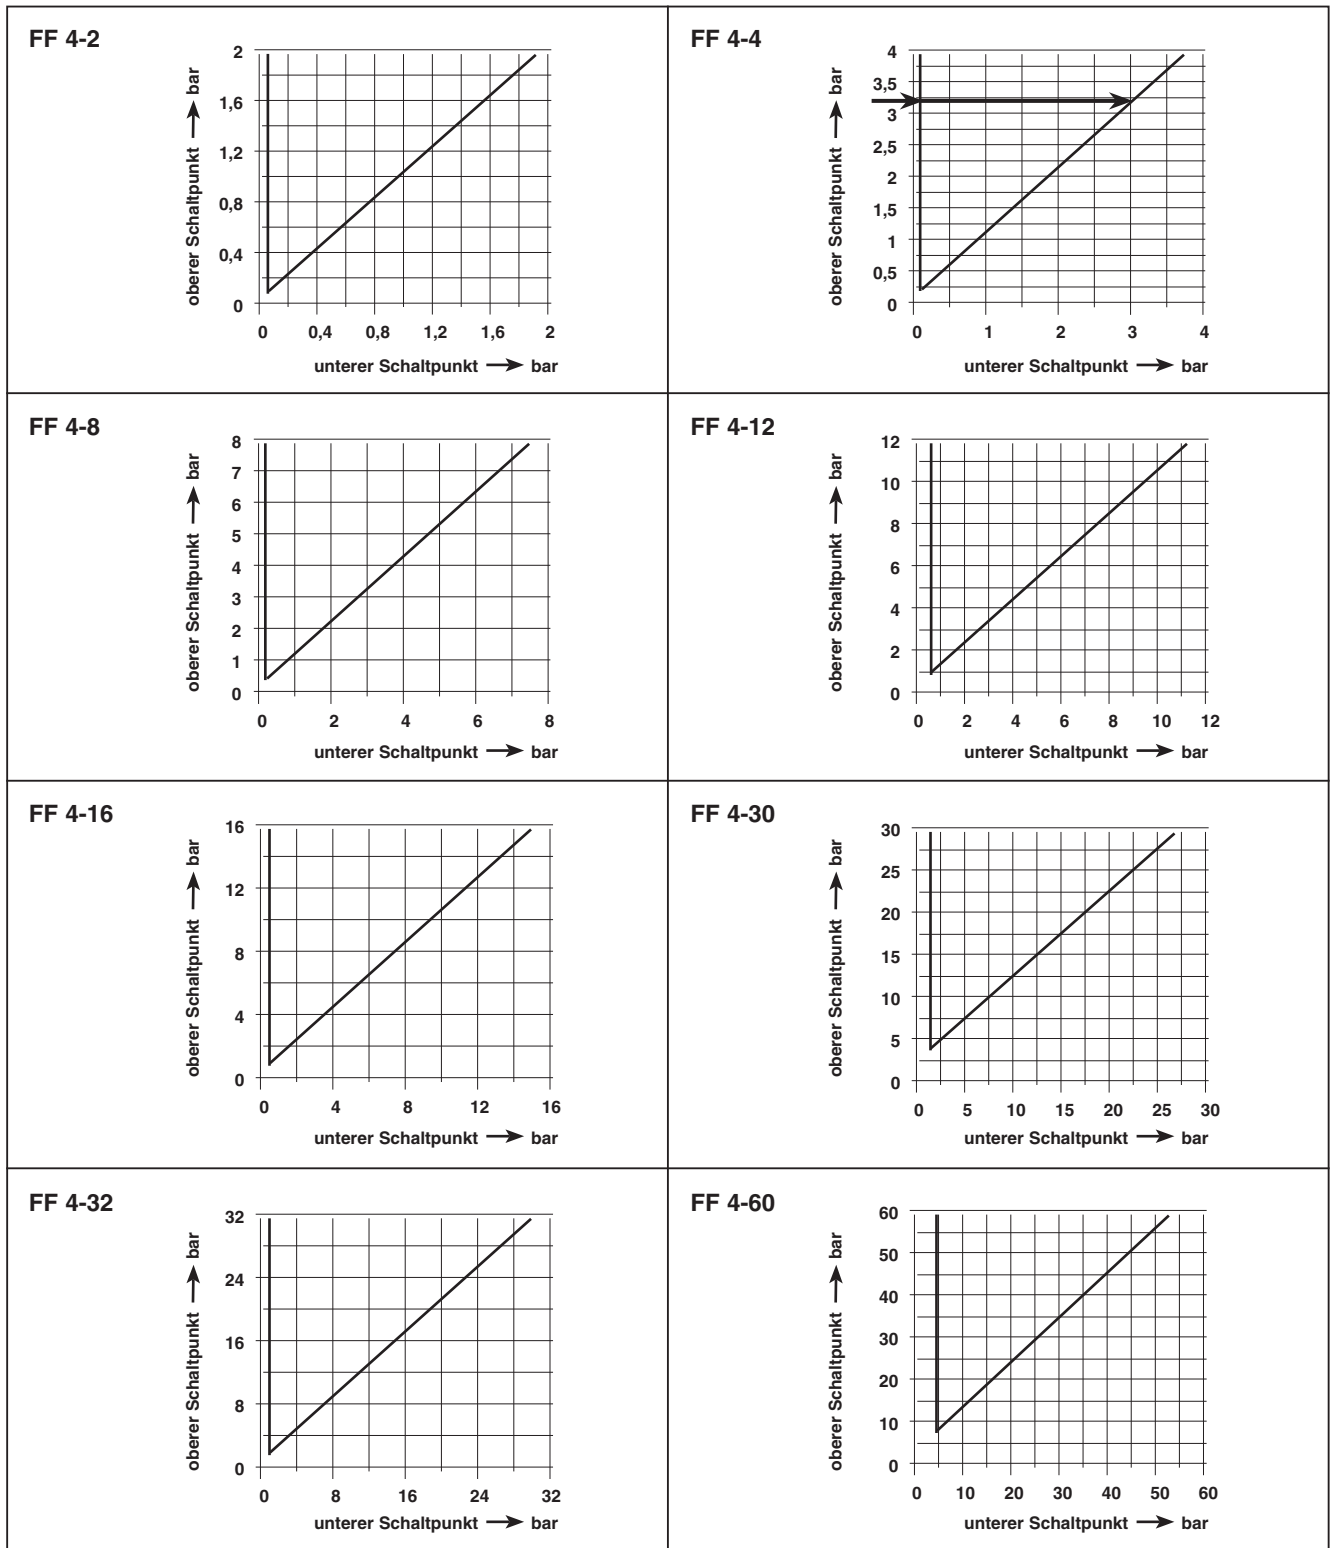 FF 4-2
oberer Schaltpunkt → bar
2
1,6
1,2
0,8
0,4
0
0 0,4 0,8 1,2 1,6 2
unterer Schaltpunkt → bar
FF 4-4
oberer Schaltpunkt → bar
4
3,5
3
2,5
2
1,5
1
0,5
0
0 1 2 3 4
unterer Schaltpunkt → bar
FF 4-8
oberer Schaltpunkt → bar
8
7
6
5
4
3
2
1
0
0 2 4 6 8
unterer Schaltpunkt → bar
FF 4-12
oberer Schaltpunkt → bar
12
10
8
6
4
2
0
0 2 4 6 8 10 12
unterer Schaltpunkt → bar
FF 4-16
oberer Schaltpunkt → bar
16
12
8
4
0
0 4 8 12 16
unterer Schaltpunkt → bar
FF 4-30
oberer Schaltpunkt → bar
30
25
20
15
10
5
0
0 5 10 15 20 25 30
unterer Schaltpunkt → bar
FF 4-32
oberer Schaltpunkt → bar
32
24
16
8
0
0 8 16 24 32
unterer Schaltpunkt → bar
FF 4-60
oberer Schaltpunkt → bar
60
50
40
30
20
10
0
0 10 20 30 40 50 60
unterer Schaltpunkt → bar